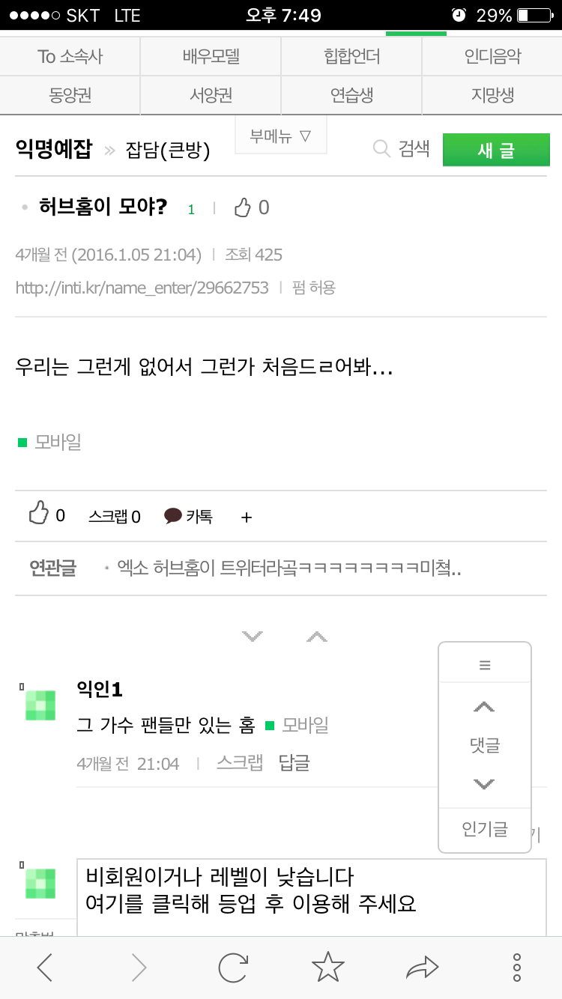 SKT LTE 오후 7:49 29%
To 소속사 배우모델 힙합언더 인디음악
동양권 서양권 연습생 지망생
익명예잡 » 잡담(큰방) 부메뉴 ▽ 검색 새 글
허브홈이 모야? 1 0
4개월 전 (2016.1.05 21:04) | 조회 425
http://inti.kr/name_enter/29662753 | 펌 허용
우리는 그런게 없어서 그런가 처음드ㄹ어봐...
모바일
0 스크랩 0 카톡 +
연관글 · 엑소 허브홈이 트위터라곸ㅋㅋㅋㅋㅋㅋㅋㅋ미쳨..
익인1
그 가수 팬들만 있는 홈 모바일
4개월 전 21:04 | 스크랩 답글
≡
댓글
인기글
비회원이거나 레벨이 낮습니다
여기를 클릭해 등업 후 이용해 주세요